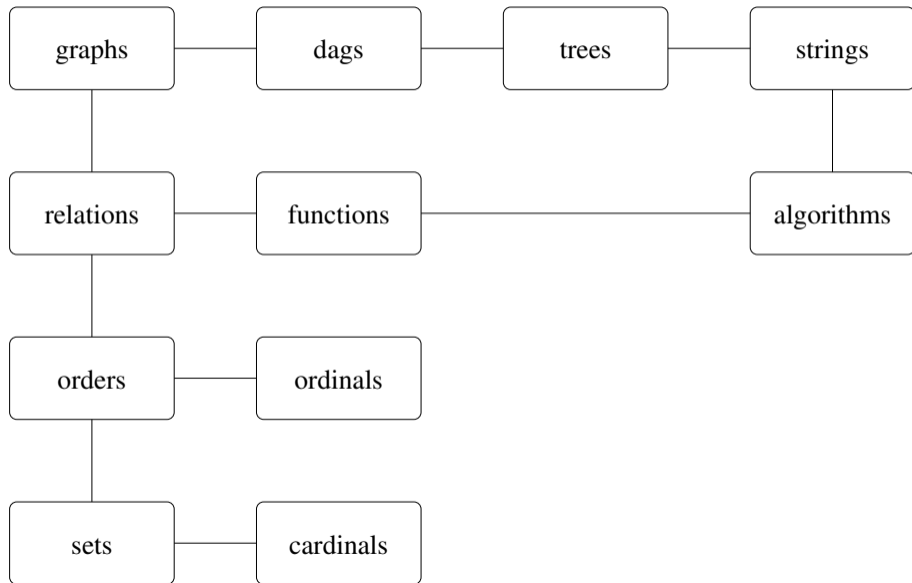 graphs dags trees strings
relations functions algorithms
orders ordinals
sets cardinals